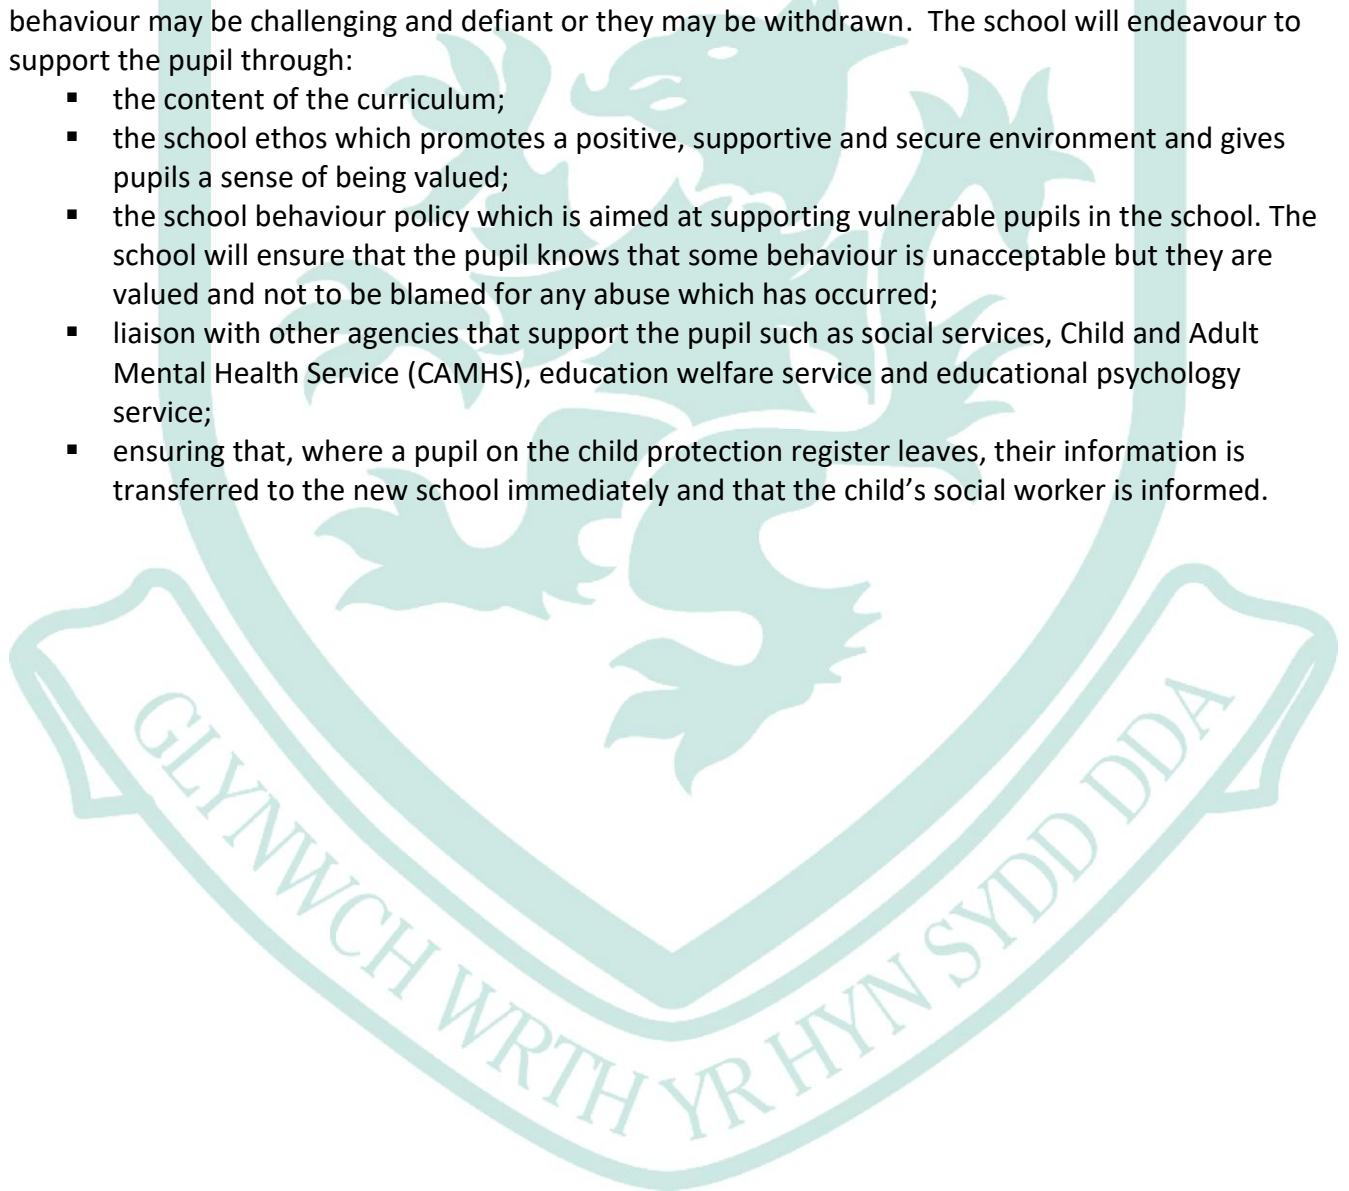 behaviour may be challenging and defiant or they may be withdrawn.  The school will endeavour to
support the pupil through:
▪ the content of the curriculum;
▪ the school ethos which promotes a positive, supportive and secure environment and gives
pupils a sense of being valued;
▪ the school behaviour policy which is aimed at supporting vulnerable pupils in the school. The
school will ensure that the pupil knows that some behaviour is unacceptable but they are
valued and not to be blamed for any abuse which has occurred;
▪ liaison with other agencies that support the pupil such as social services, Child and Adult
Mental Health Service (CAMHS), education welfare service and educational psychology
service;
▪ ensuring that, where a pupil on the child protection register leaves, their information is
transferred to the new school immediately and that the child’s social worker is informed.
GLYNWCH WRTH YR HYN SYDD DDA